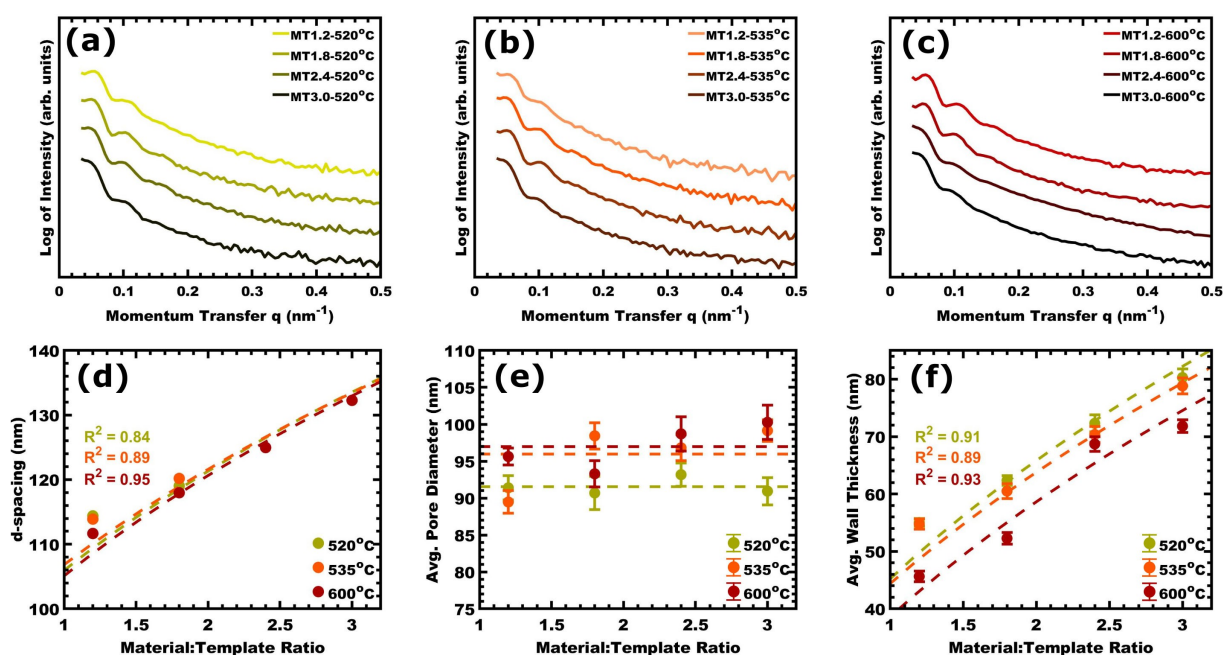 (a)
MT1.2-520°C
MT1.8-520°C
MT2.4-520°C
MT3.0-520°C
Log of Intensity (arb. units)
0 0.1 0.2 0.3 0.4 0.5
Momentum Transfer q (nm⁻¹)
(b)
MT1.2-535°C
MT1.8-535°C
MT2.4-535°C
MT3.0-535°C
Log of Intensity (arb. units)
0 0.1 0.2 0.3 0.4 0.5
Momentum Transfer q (nm⁻¹)
(c)
MT1.2-600°C
MT1.8-600°C
MT2.4-600°C
MT3.0-600°C
Log of Intensity (arb. units)
0 0.1 0.2 0.3 0.4 0.5
Momentum Transfer q (nm⁻¹)
(d)
140
130
120
110
100
d-spacing (nm)
R² = 0.84
R² = 0.89
R² = 0.95
520°C
535°C
600°C
1 1.5 2 2.5 3
Material:Template Ratio
(e)
110
105
100
95
90
85
80
75
Avg. Pore Diameter (nm)
520°C
535°C
600°C
1 1.5 2 2.5 3
Material:Template Ratio
(f)
80
70
60
50
40
Avg. Wall Thickness (nm)
R² = 0.91
R² = 0.89
R² = 0.93
520°C
535°C
600°C
1 1.5 2 2.5 3
Material:Template Ratio